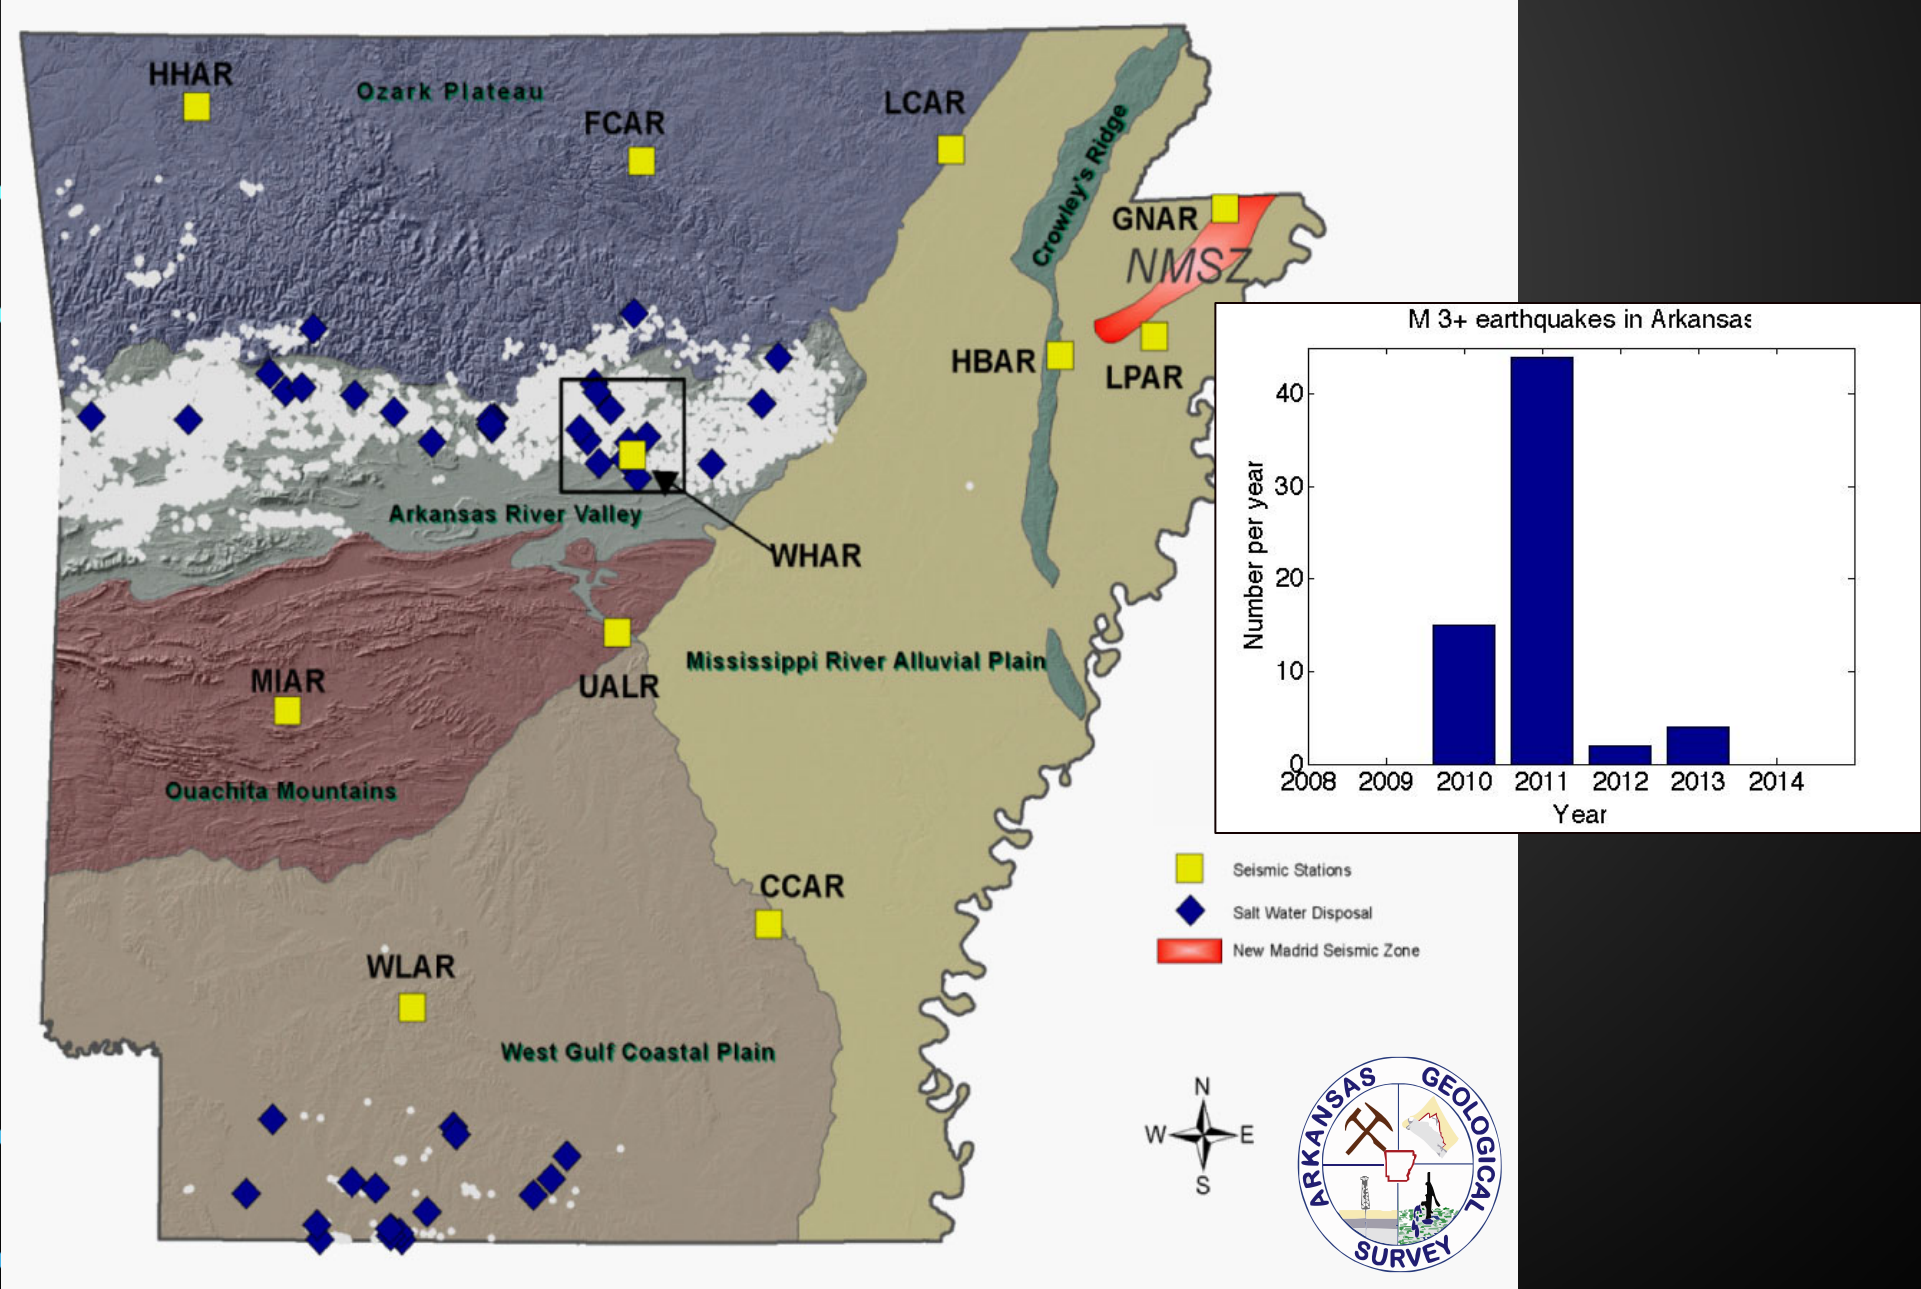 HHAR
Ozark Plateau
FCAR
LCAR
Crowley's Ridge
GNAR
NMSZ
HBAR
LPAR
Arkansas River Valley
WHAR
Mississippi River Alluvial Plain
UALR
MIAR
Ouachita Mountains
CCAR
WLAR
West Gulf Coastal Plain
M 3+ earthquakes in Arkansas
Number per year
40
30
20
10
0
2008 2009 2010 2011 2012 2013 2014
Year
Seismic Stations
Salt Water Disposal
New Madrid Seismic Zone
N
W E
S
ARKANSAS GEOLOGICAL
SURVEY